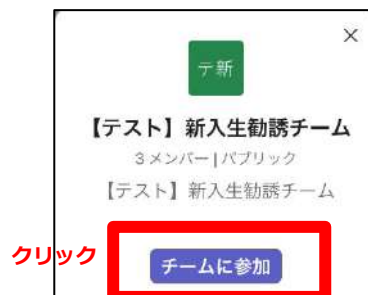 ×
テ新
【テスト】新入生勧誘チーム
3メンバー | パブリック
【テスト】新入生勧誘チーム
クリック
チームに参加